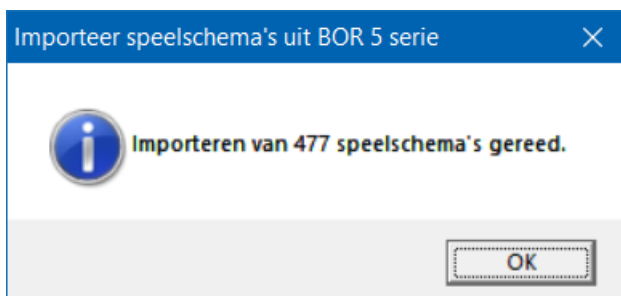 Importeer speelschema's uit BOR 5 serie
Importeren van 477 speelschema's gereed.
OK